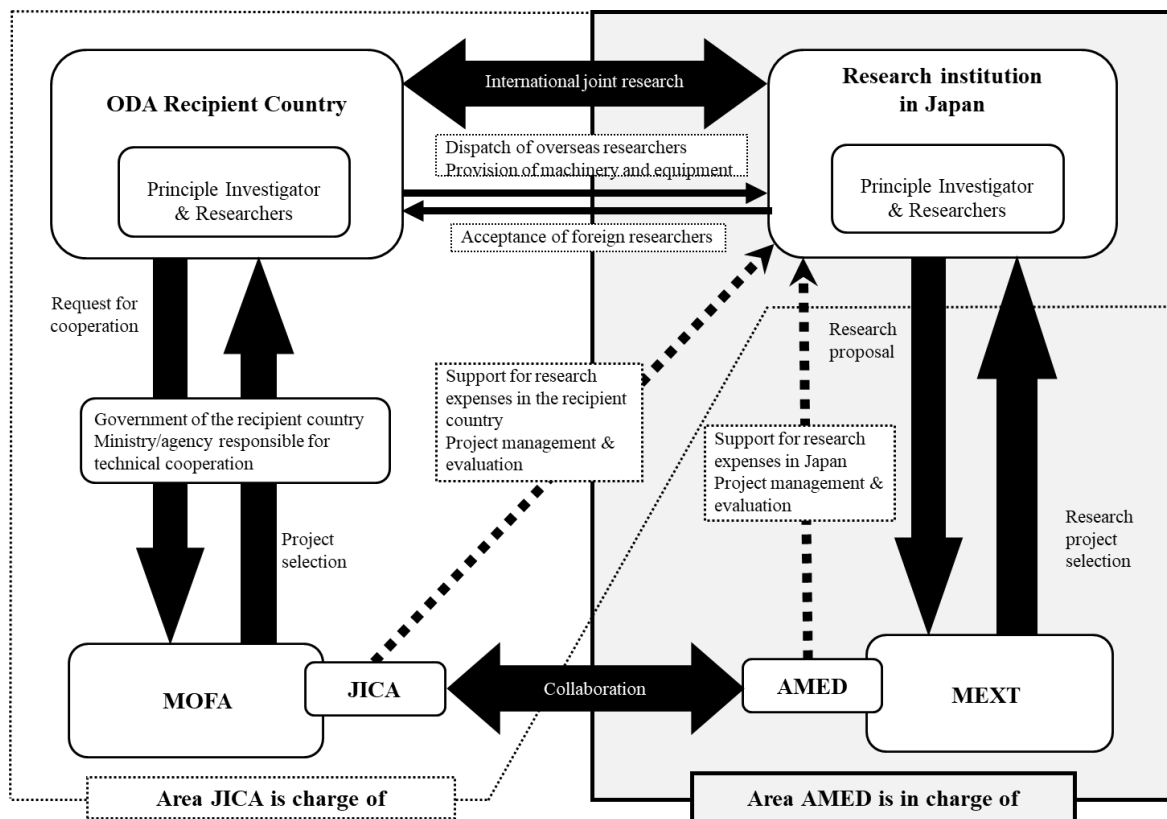 International joint research
ODA Recipient Country
Research institution
in Japan
Dispatch of overseas researchers
Provision of machinery and equipment
Principle Investigator
& Researchers
Principle Investigator
& Researchers
Acceptance of foreign researchers
Request for
cooperation
Research
proposal
Support for research
expenses in the recipient
country
Project management &
evaluation
Government of the recipient country
Ministry/agency responsible for
technical cooperation
Support for research
expenses in Japan
Project management &
evaluation
Project
selection
Research
project
selection
MOFA
JICA
Collaboration
AMED
MEXT
Area JICA is charge of
Area AMED is in charge of